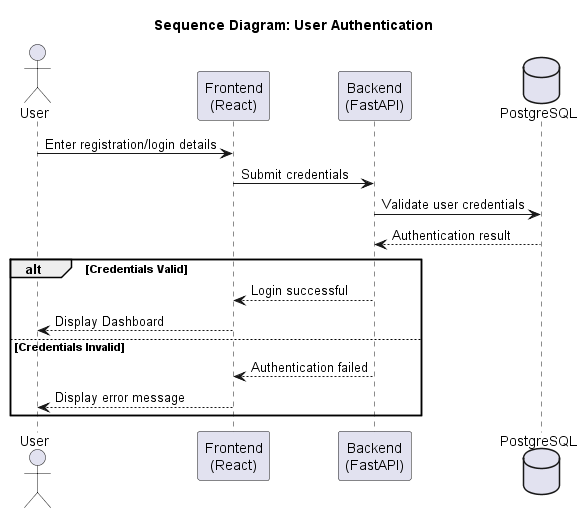 Sequence Diagram: User Authentication
User
Frontend
(React)
Backend
(FastAPI)
PostgreSQL
Enter registration/login details
Submit credentials
Validate user credentials
Authentication result
alt
[Credentials Valid]
Login successful
Display Dashboard
[Credentials Invalid]
Authentication failed
Display error message
User
Frontend
(React)
Backend
(FastAPI)
PostgreSQL